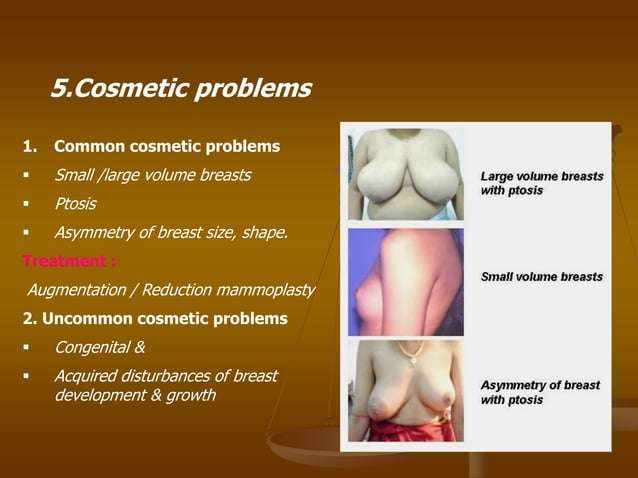 5.Cosmetic problems
1. Common cosmetic problems
▪ Small /large volume breasts
▪ Ptosis
▪ Asymmetry of breast size, shape.
Treatment :
Augmentation / Reduction mammoplasty
2. Uncommon cosmetic problems
▪ Congenital &
▪ Acquired disturbances of breast
development & growth
Large volume breasts
with ptosis
Small volume breasts
Asymmetry of breast
with ptosis